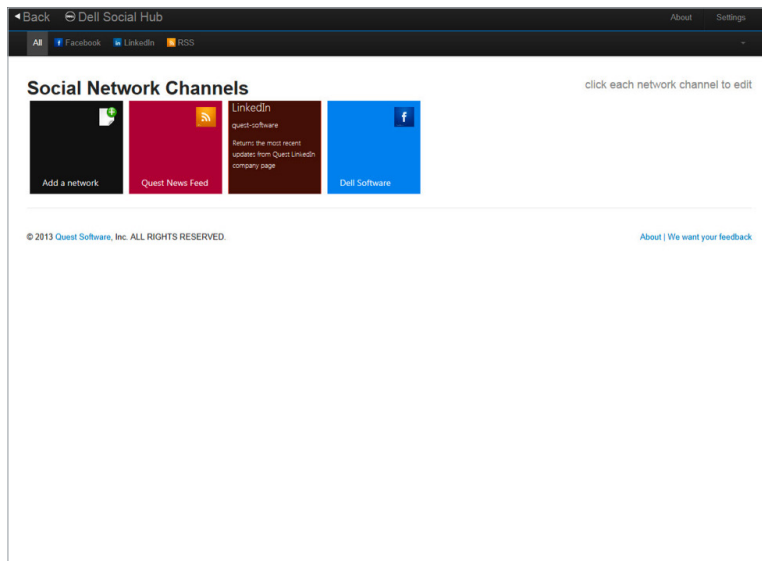 Back Dell Social Hub About Settings
All Facebook LinkedIn RSS
Social Network Channels click each network channel to edit
LinkedIn
quest-software
Returns the most recent
updates from Quest LinkedIn
company page
Add a network Quest News Feed Dell Software
© 2013 Quest Software, Inc. ALL RIGHTS RESERVED. About | We want your feedback